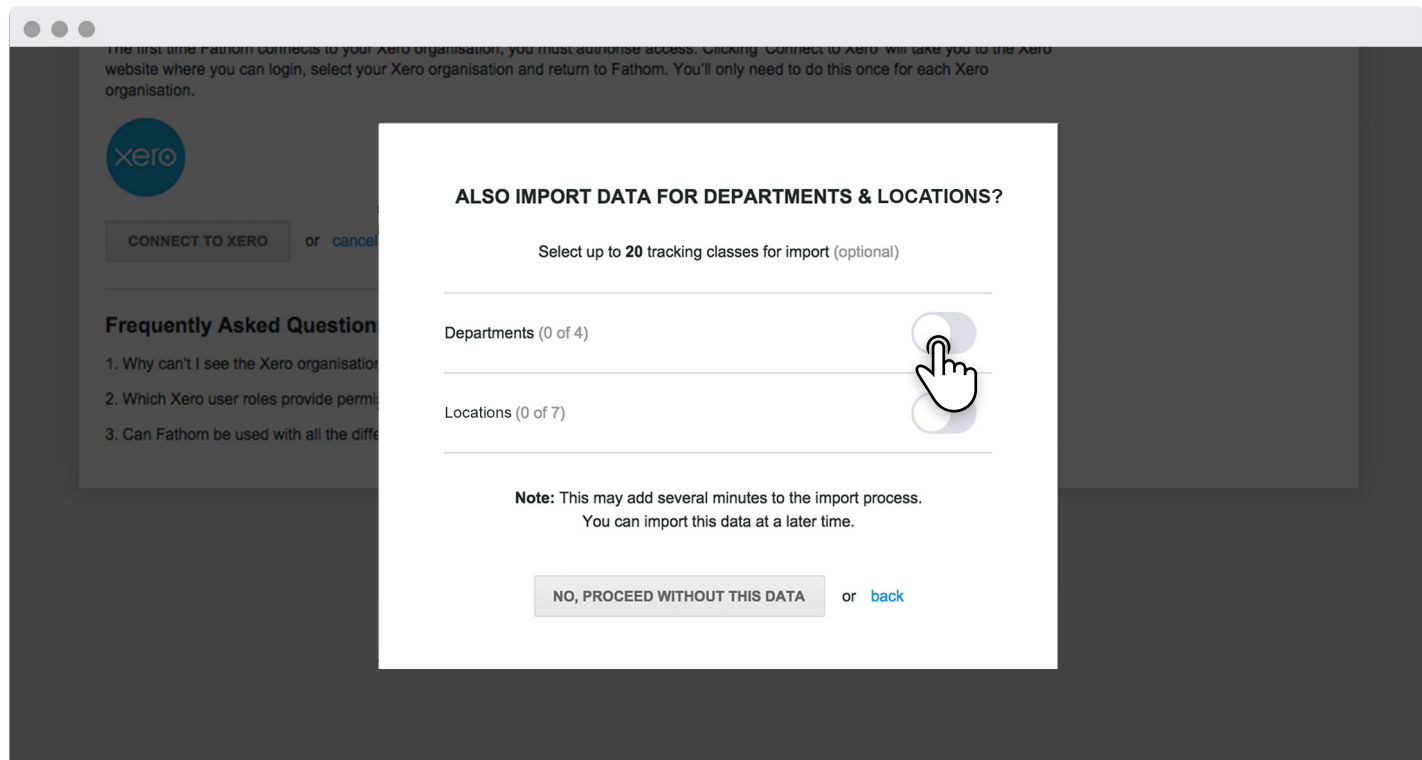 The first time Fathom connects to your Xero organisation, you must authorise access. Clicking 'Connect to Xero' will take you to the Xero
website where you can login, select your Xero organisation and return to Fathom. You'll only need to do this once for each Xero
organisation.
xero
CONNECT TO XERO or cancel
Frequently Asked Question
1. Why can't I see the Xero organisation
2. Which Xero user roles provide
3. Can Fathom be used with all the
ALSO IMPORT DATA FOR DEPARTMENTS & LOCATIONS?
Select up to 20 tracking classes for import (optional)
Departments (0 of 4)
Locations (0 of 7)
Note: This may add several minutes to the import process.
You can import this data at a later time.
NO, PROCEED WITHOUT THIS DATA or back